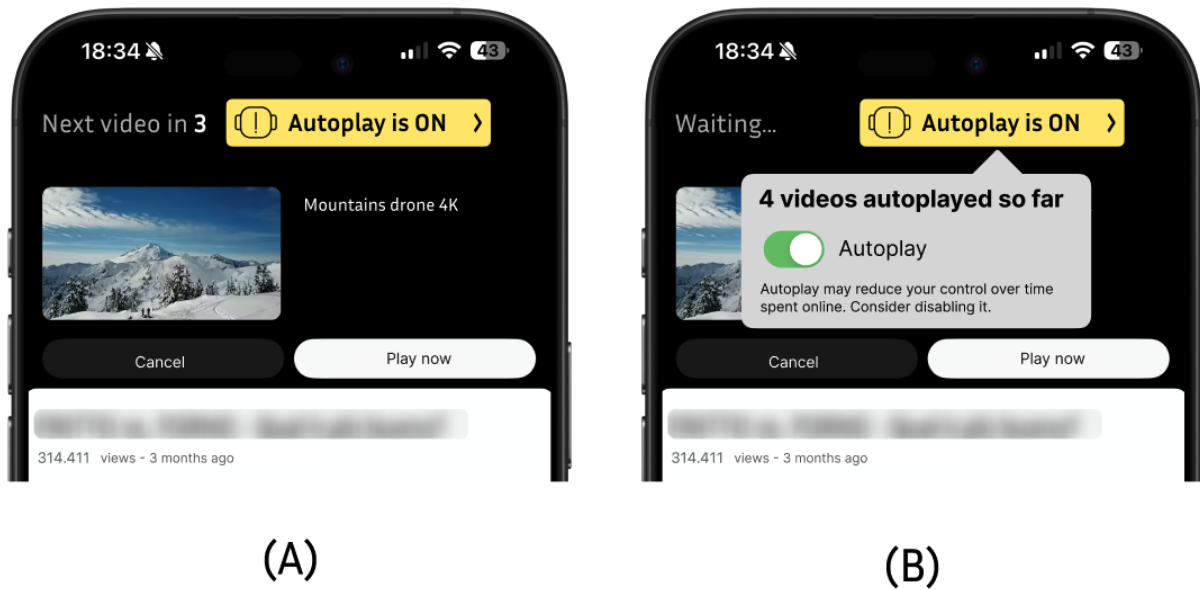 18:34
43
Next video in 3
! Autoplay is ON >
Mountains drone 4K
Cancel
Play now
314.411 views - 3 months ago
(A)
18:34
43
Waiting...
! Autoplay is ON >
4 videos autoplayed so far
Autoplay
Autoplay may reduce your control over time
spent online. Consider disabling it.
Cancel
Play now
314.411 views - 3 months ago
(B)